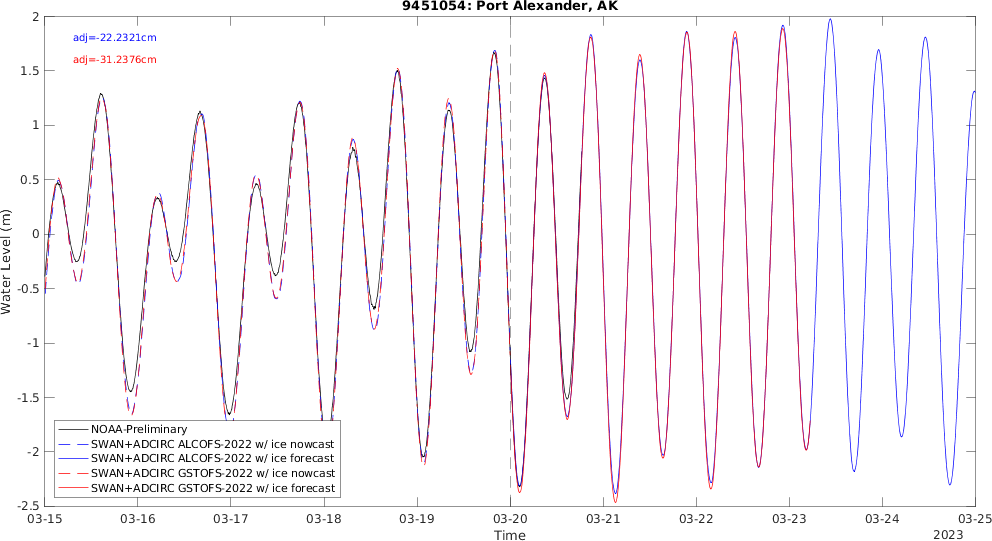 9451054: Port Alexander, AK
adj=-22.2321cm
adj=-31.2376cm
Water Level (m)
2
1.5
1
0.5
0
-0.5
-1
-1.5
-2
-2.5
NOAA-Preliminary
SWAN+ADCIRC ALCOFS-2022 w/ ice nowcast
SWAN+ADCIRC ALCOFS-2022 w/ ice forecast
SWAN+ADCIRC GSTOFS-2022 w/ ice nowcast
SWAN+ADCIRC GSTOFS-2022 w/ ice forecast
03-15 03-16 03-17 03-18 03-19 03-20 03-21 03-22 03-23 03-24 03-25
Time
2023